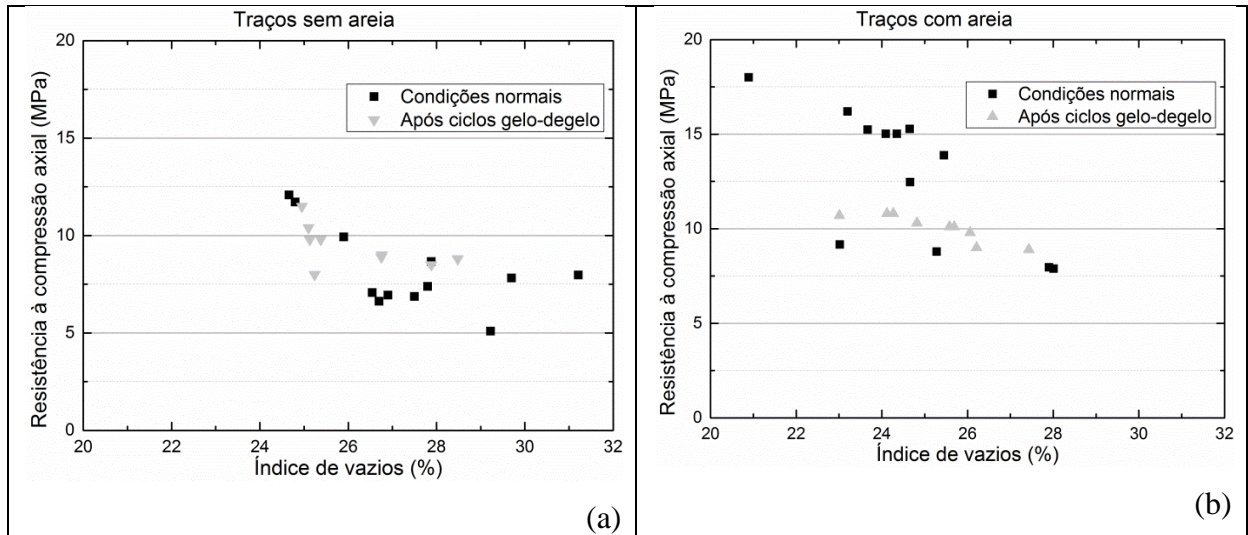 Traços sem areia
20
15
10
5
0
Resistência à compressão axial (MPa)
Condições normais
Após ciclos gelo-degelo
20 22 24 26 28 30 32
Índice de vazios (%)
(a)
Traços com areia
20
15
10
5
0
Resistência à compressão axial (MPa)
Condições normais
Após ciclos gelo-degelo
20 22 24 26 28 30 32
Índice de vazios (%)
(b)